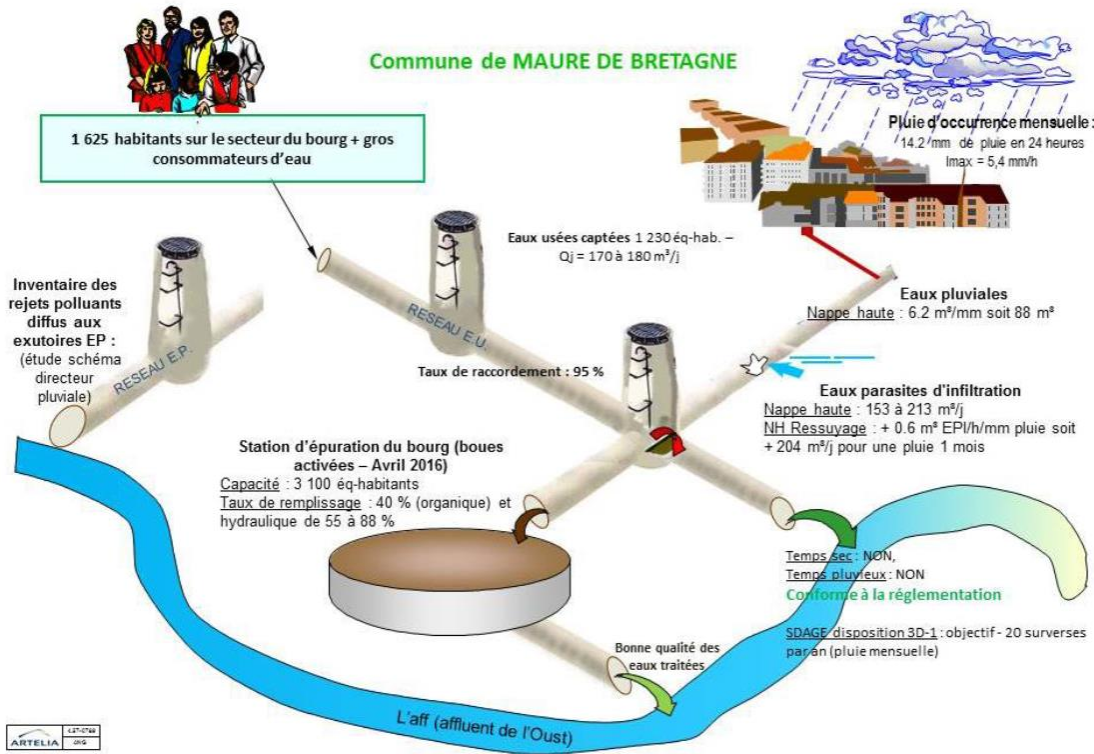 Commune de MAURE DE BRETAGNE
1 625 habitants sur le secteur du bourg + gros
consommateurs d'eau
Pluie d'occurrence mensuelle :
14.2 mm de pluie en 24 heures
Imax = 5,4 mm/h
Eaux usées captées 1 230 éq-hab. –
Qj = 170 à 180 m³/j
Inventaire des
rejets polluants
diffus aux
exutoires EP :
(étude schéma
directeur
pluviale)
RESEAU E.P.
RESEAU E.U.
Eaux pluviales
Nappe haute : 6.2 m³/mm soit 88 m³
Taux de raccordement : 95 %
Eaux parasites d'infiltration
Nappe haute : 153 à 213 m³/j
NH Ressuyage : + 0.6 m³ EPI/h/mm pluie soit
+ 204 m³/j pour une pluie 1 mois
Station d'épuration du bourg (boues
activées – Avril 2016)
Capacité : 3 100 éq-habitants
Taux de remplissage : 40 % (organique) et
hydraulique de 55 à 88 %
Temps sec : NON,
Temps pluvieux : NON
Conforme à la réglementation
SDAGE disposition 3D-1 : objectif - 20 surverses
par an (pluie mensuelle)
Bonne qualité des
eaux traitées
L'aff (affluent de l'Oust)
ARTELIA